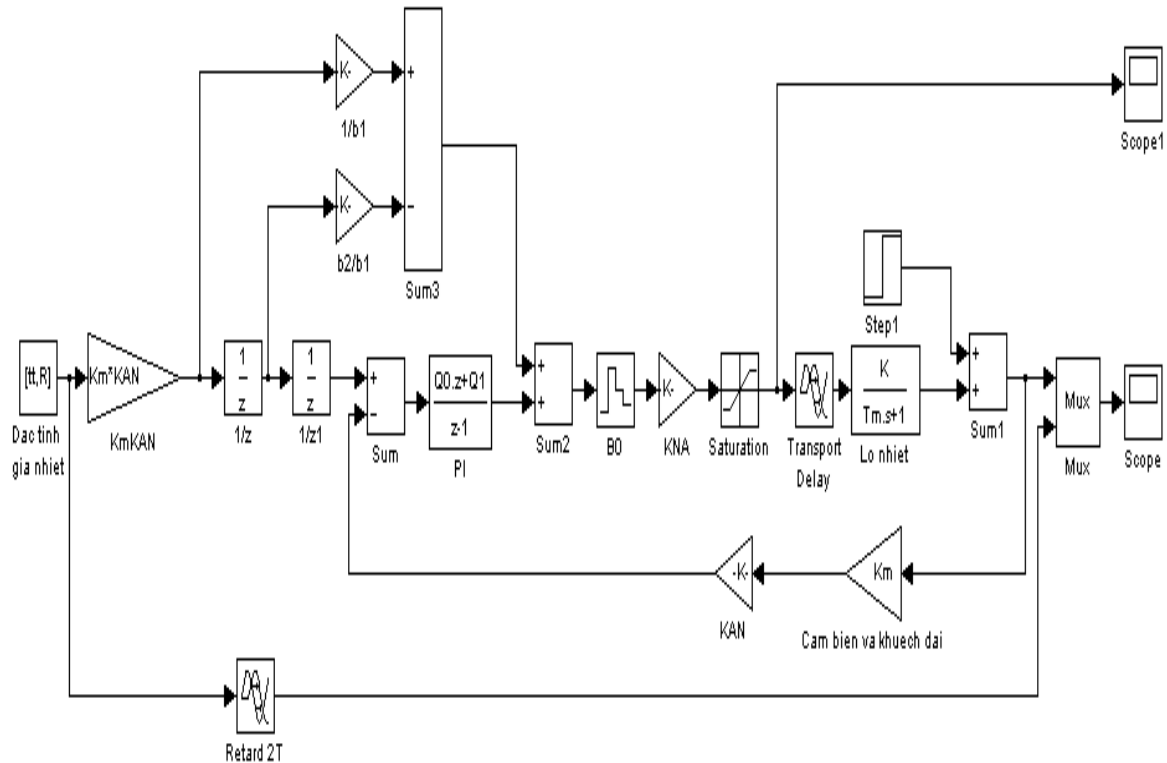 K-
1/b1
+
−
K-
b2/b1
Sum3
Scope1
Step1
[tt,R]
Dac tinh
gia nhiet
Km*KAN
KmKAN
1
z
1/z
1
z
1/z1
+
−
Sum
Q0.z+Q1
z-1
PI
+
+
Sum2
B0
K-
KNA
Saturation
Transport
Delay
K
Tm.s+1
Lo nhiet
+
+
Sum1
Mux
Mux
Scope
-K-
KAN
Km
Cam bien va khuech dai
Retard 2T